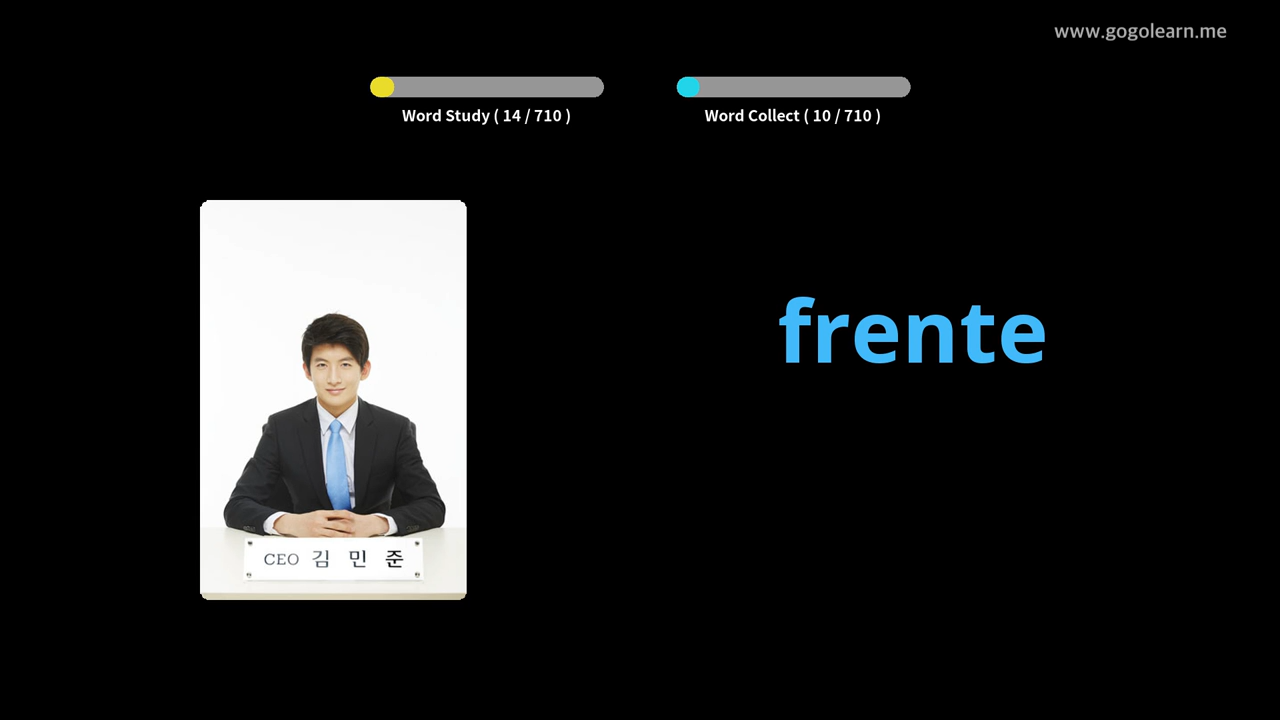 www.gogolearn.me
Word Study ( 14 / 710 )
Word Collect ( 10 / 710 )
frente
CEO 김 민 준